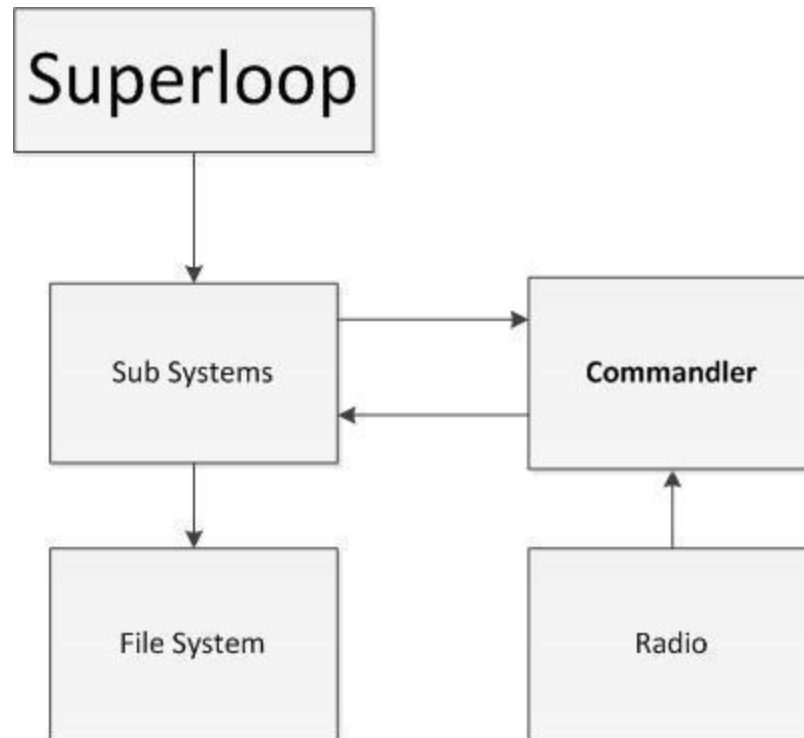 Superloop
Sub Systems
Commandler
File System
Radio